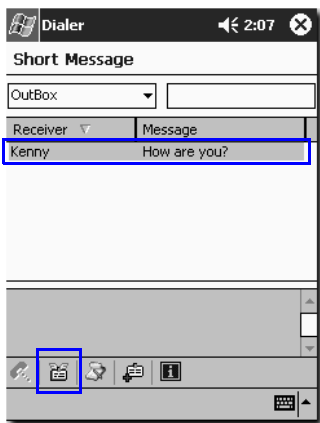 Dialer 2:07
Short Message
OutBox
Receiver Message
Kenny How are you?